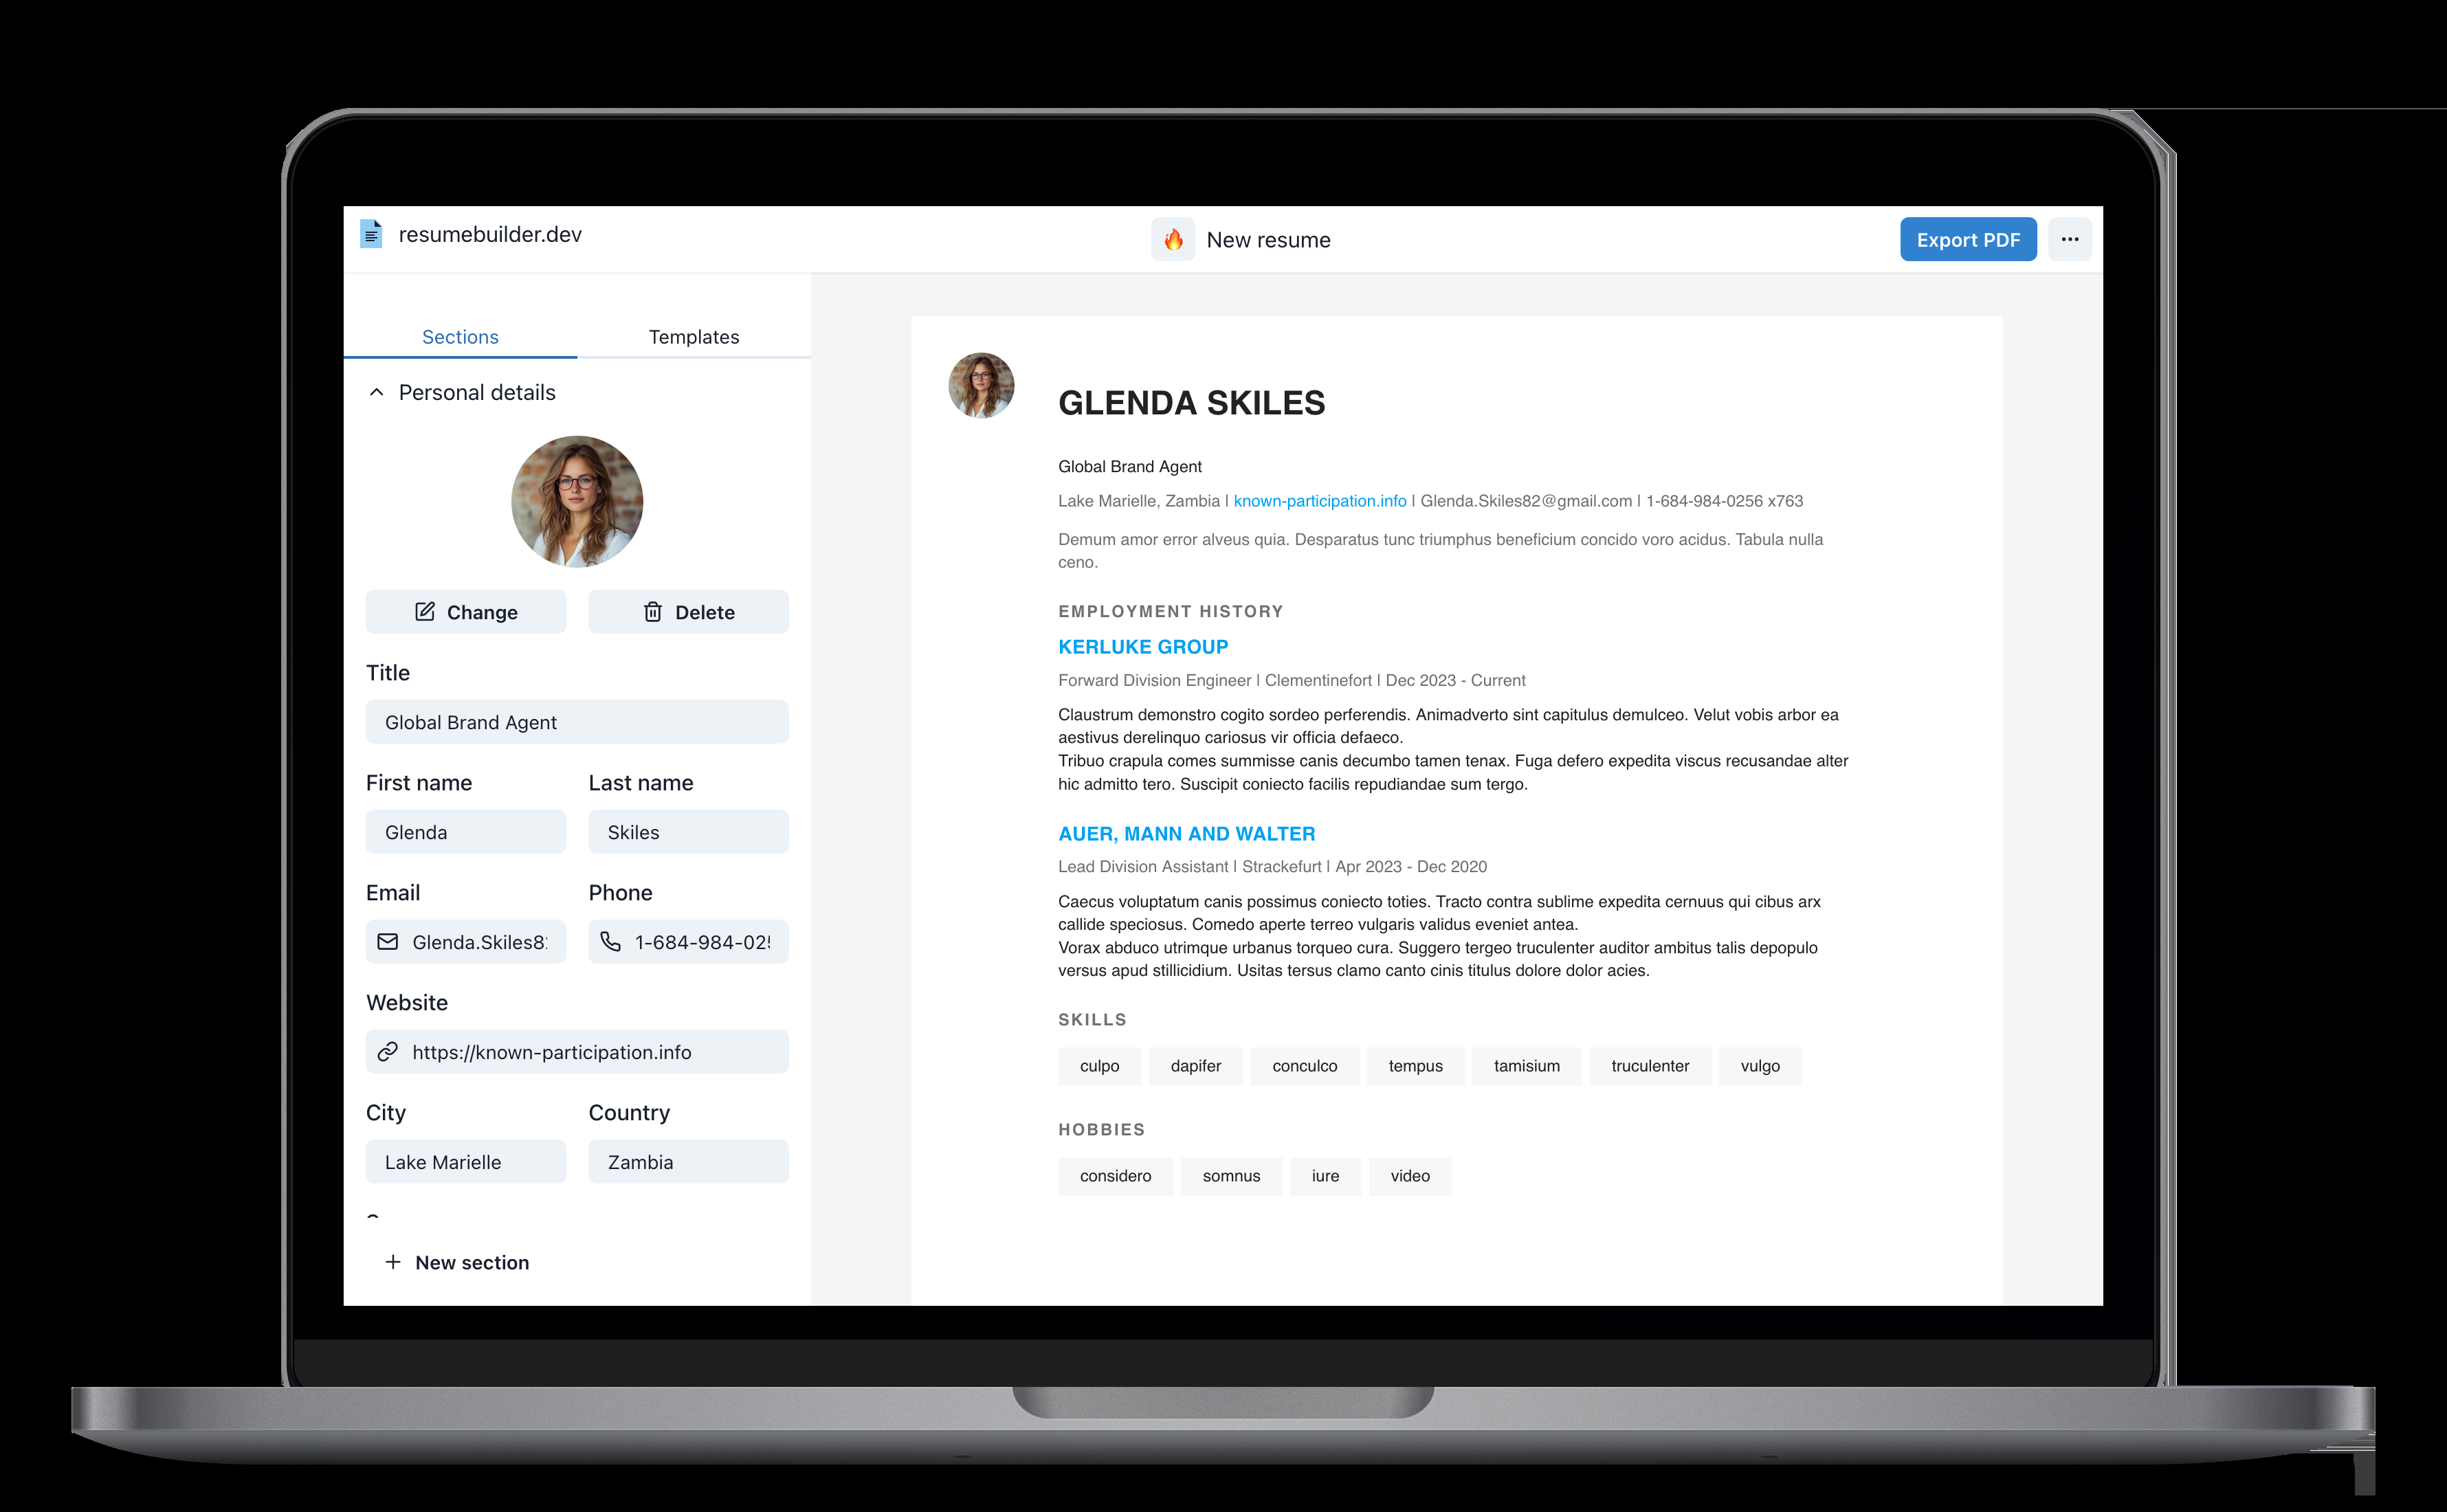 resumebuilder.dev
🔥 New resume
Export PDF
Sections
Templates
Personal details
Change
Delete
Title
Global Brand Agent
First name
Last name
Glenda
Skiles
Email
Phone
Glenda.Skiles8
1-684-984-02
Website
https://known-participation.info
City
Country
Lake Marielle
Zambia
New section
GLENDA SKILES
Global Brand Agent
Lake Marielle, Zambia | known-participation.info | Glenda.Skiles82@gmail.com | 1-684-984-0256 x763
Demum amor error alveus quia. Desparatus tunc triumphus beneficium concido voro acidus. Tabula nulla
ceno.
EMPLOYMENT HISTORY
KERLUKE GROUP
Forward Division Engineer | Clementinefort | Dec 2023 - Current
Claustrum demonstro cogito sordeo perferendis. Animadverto sint capitulus demulceo. Velut vobis arbor ea
aestivus derelinquo cariosus vir officia defaeco.
Tribuo crapula comes summisse canis decumbo tamen tenax. Fuga defero expedita viscus recusandae alter
hic admitto tero. Suscipit coniecto facilis repudiandae sum tergo.
AUER, MANN AND WALTER
Lead Division Assistant | Strackefurt | Apr 2023 - Dec 2020
Caecus voluptatum canis possimus coniecto toties. Tracto contra sublime expedita cernuus qui cibus arx
callide speciosus. Comedo aperte terreo vulgaris validus eveniet antea.
Vorax abduco utrimque urbanus torqueo cura. Suggero tergeo truculenter auditor ambitus talis depopulo
versus apud stillicidium. Usitas tersus clamo canto cinis titulus dolore dolor acies.
SKILLS
culpo dapifer conculco tempus tamisium truculenter vulgo
HOBBIES
considero somnus iure video